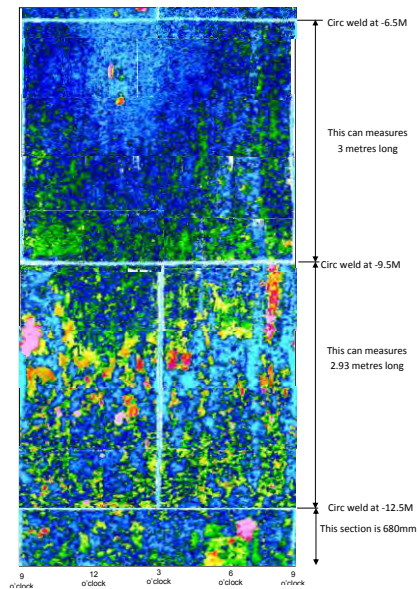 Circ weld at -6.5M
This can measures
3 metres long
Circ weld at -9.5M
This can measures
2.93 metres long
Circ weld at -12.5M
This section is 680mm
9
o'clock
12
o'clock
3
o'clock
6
o'clock
9
o'clock